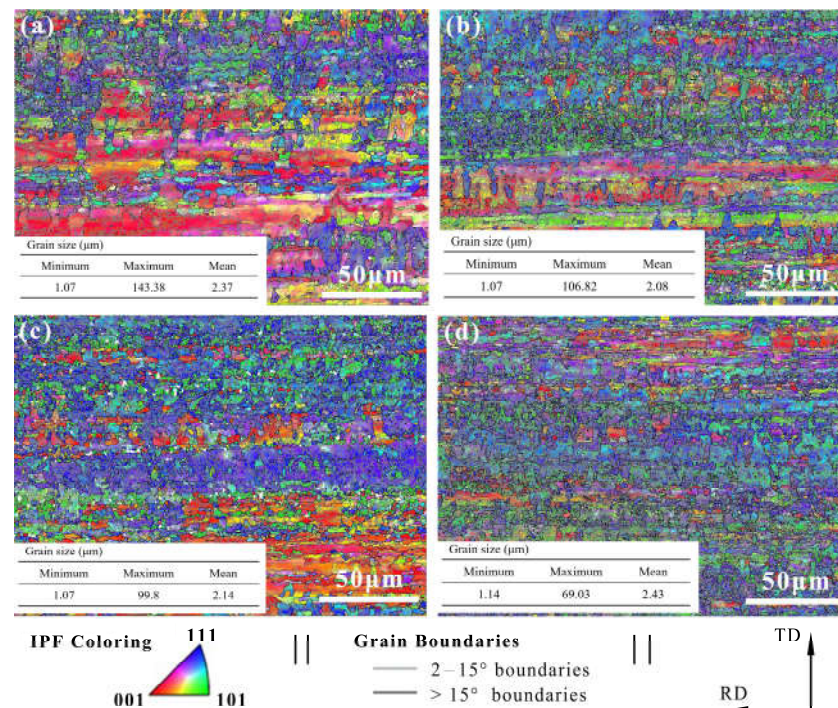 (a)
Grain size (μm)
Minimum Maximum Mean
1.07 143.38 2.37
50μm
(b)
Grain size (μm)
Minimum Maximum Mean
1.07 106.82 2.08
50μm
(c)
Grain size (μm)
Minimum Maximum Mean
1.07 99.8 2.14
50μm
(d)
Grain size (μm)
Minimum Maximum Mean
1.14 69.03 2.43
50μm
IPF Coloring 111
001 101
Grain Boundaries
2–15° boundaries
> 15° boundaries
TD
RD